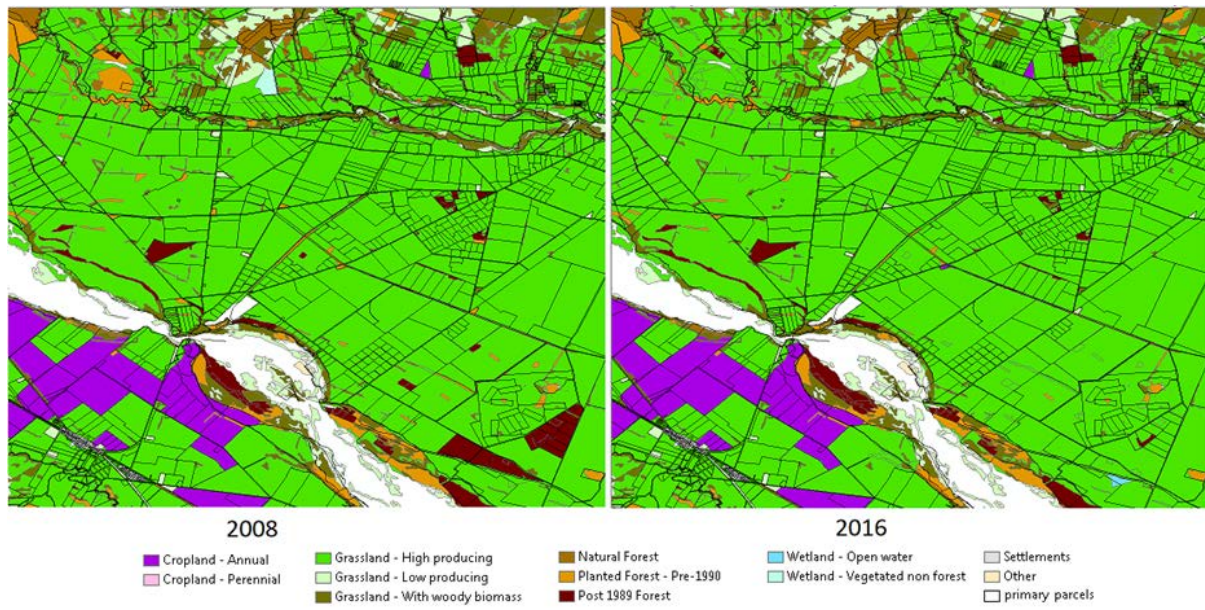 2008
2016
Cropland - Annual
Cropland - Perennial
Grassland - High producing
Grassland - Low producing
Grassland - With woody biomass
Natural Forest
Planted Forest - Pre-1990
Post 1989 Forest
Wetland - Open water
Wetland - Vegetated non forest
Settlements
Other
primary parcels